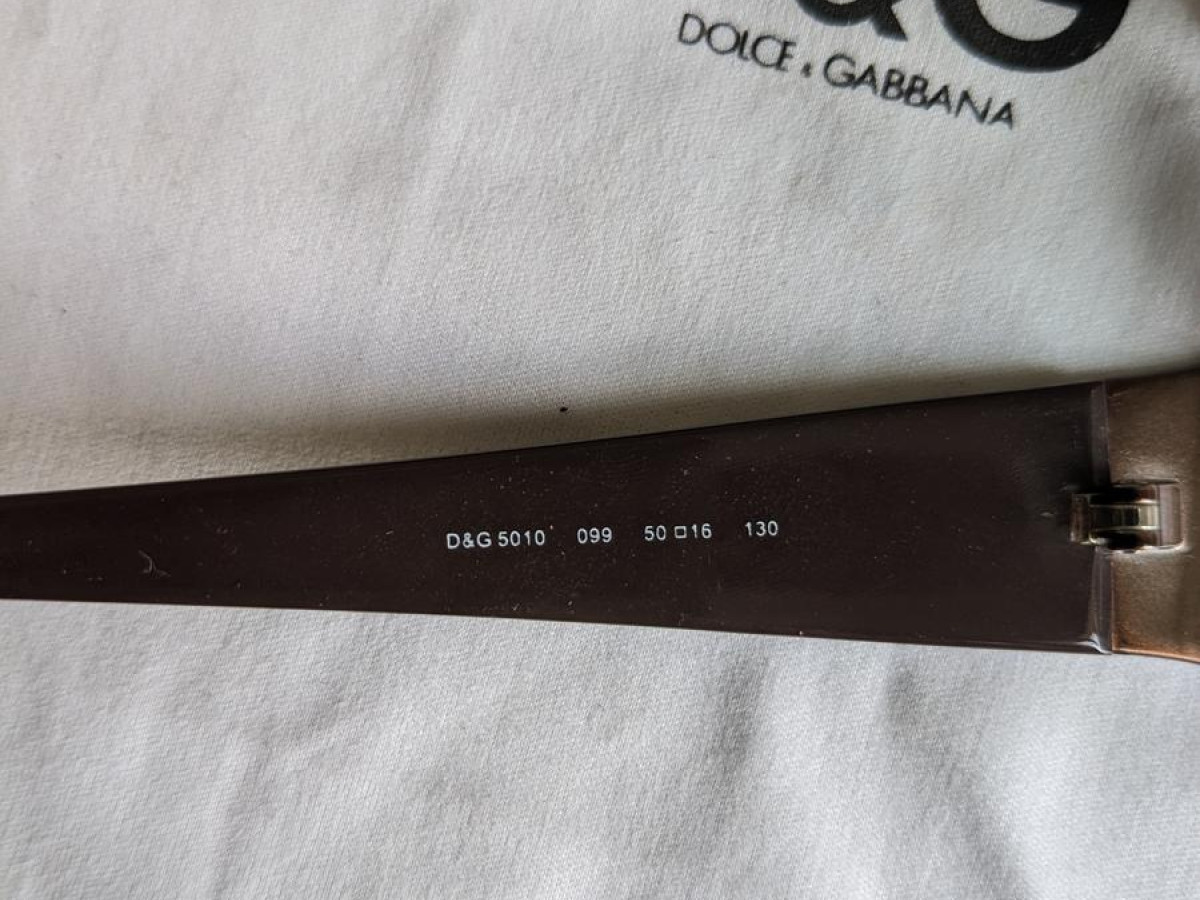 &G
DOLCE & GABBANA
D&G 5010 099 50□16 130